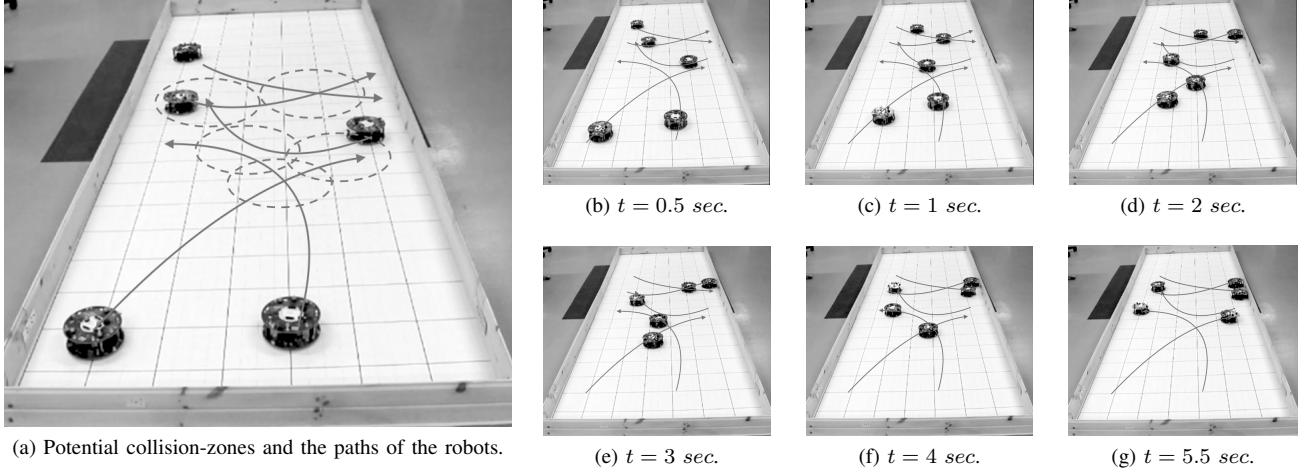 (a) Potential collision-zones and the paths of the robots.
(b) t = 0.5 sec.
(c) t = 1 sec.
(d) t = 2 sec.
(e) t = 3 sec.
(f) t = 4 sec.
(g) t = 5.5 sec.